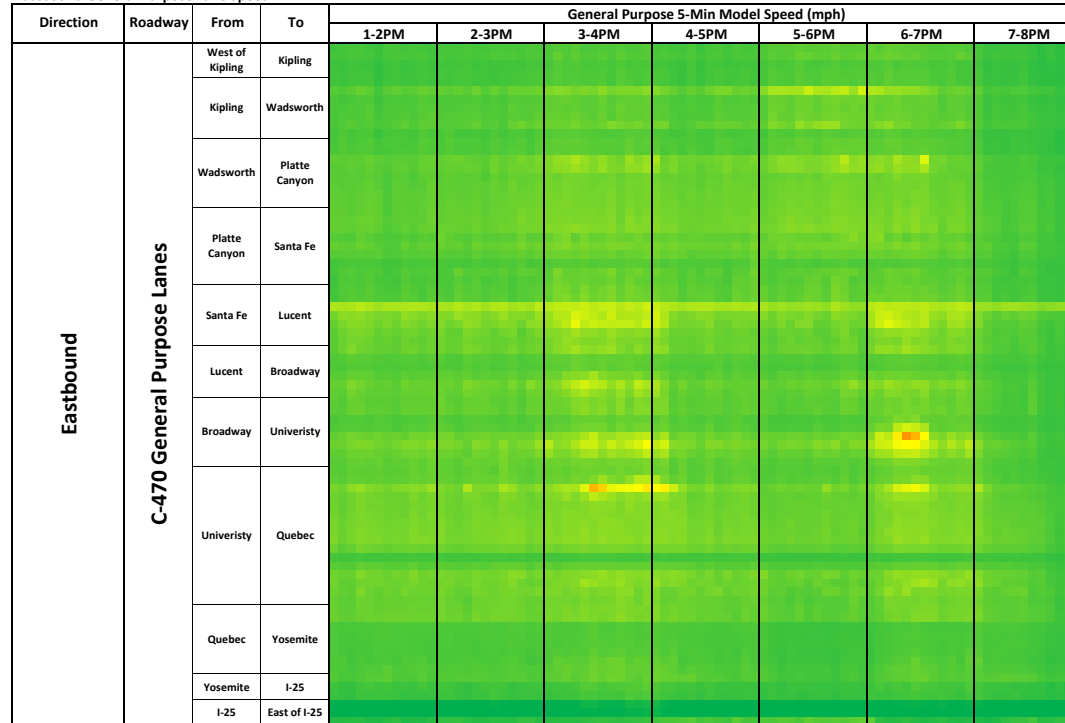 Direction Roadway From To General Purpose 5-Min Model Speed (mph)
1-2PM 2-3PM 3-4PM 4-5PM 5-6PM 6-7PM 7-8PM
Eastbound
C-470 General Purpose Lanes
West of
Kipling
Kipling
Kipling Wadsworth
Wadsworth
Platte
Canyon
Platte
Canyon
Santa Fe
Santa Fe Lucent
Lucent Broadway
Broadway Univeristy
Univeristy Quebec
Quebec Yosemite
Yosemite I-25
I-25 East of I-25